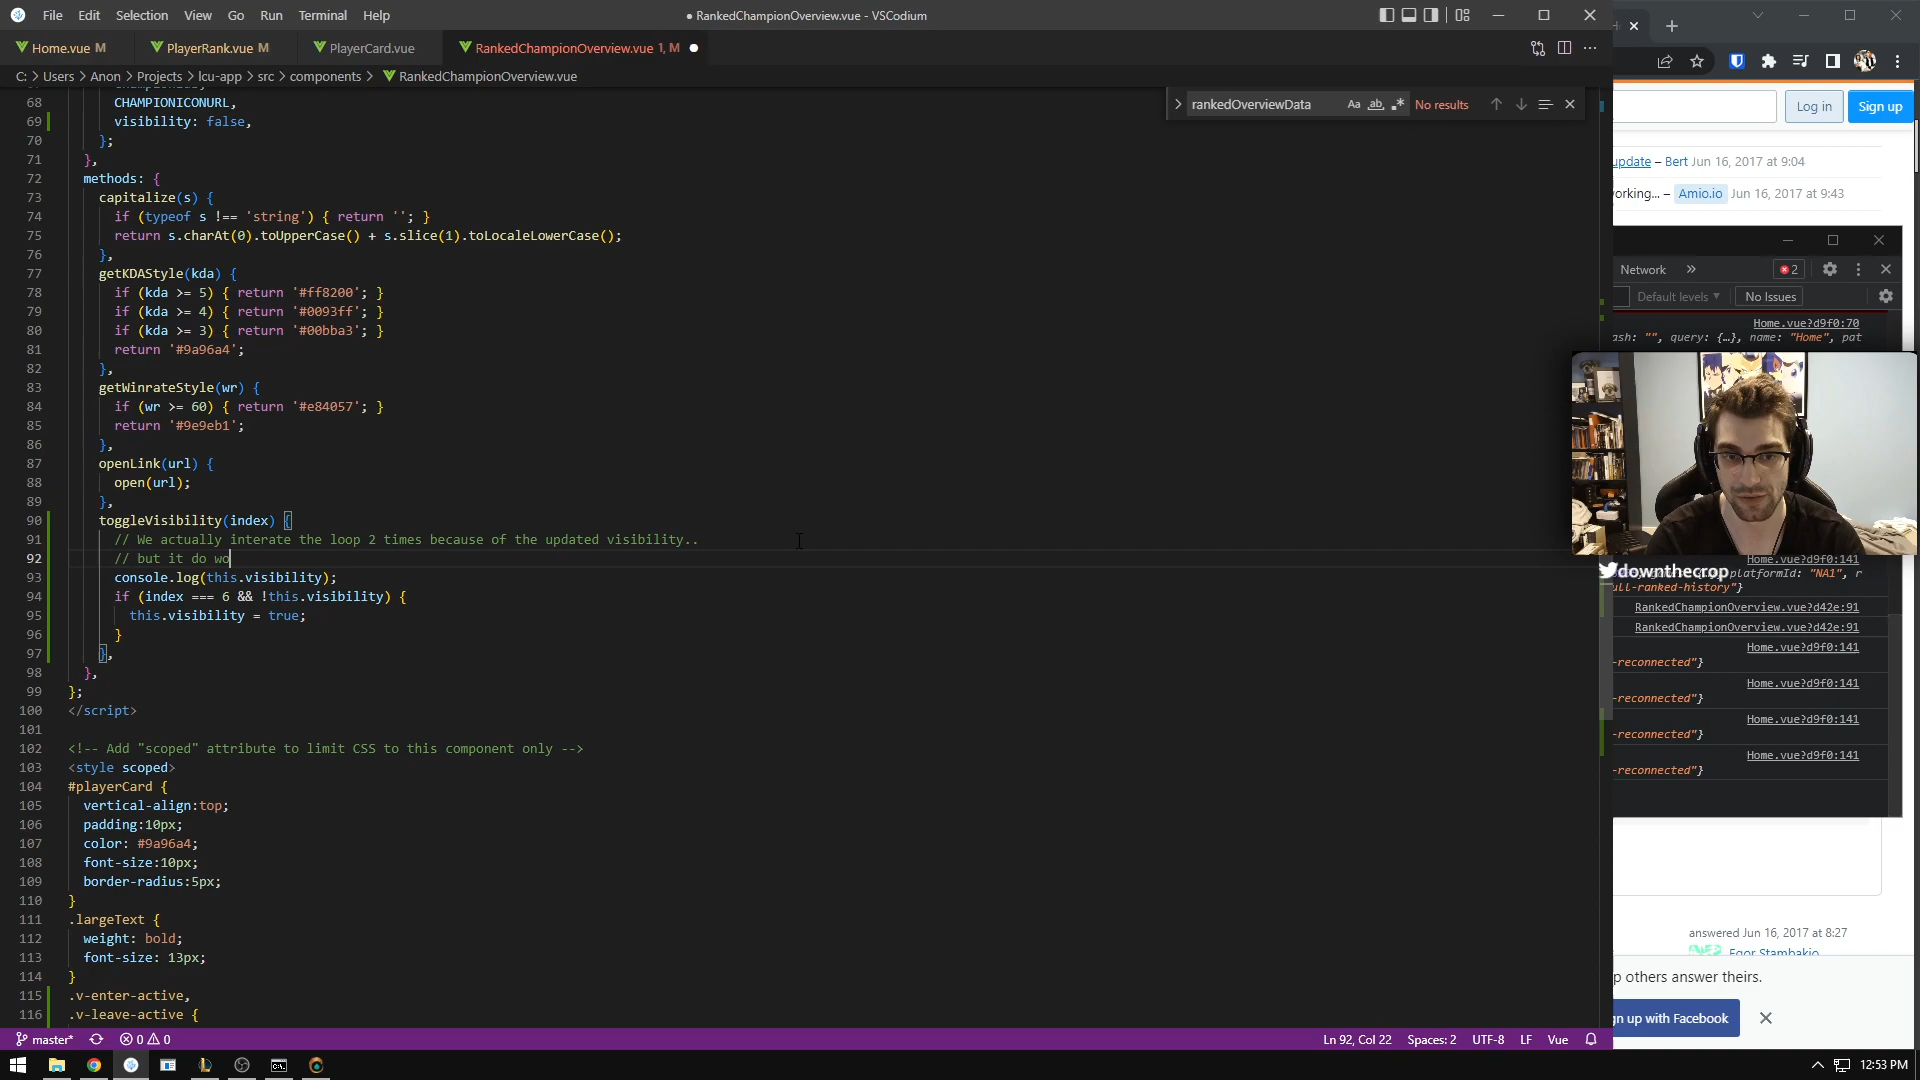 File Edit Selection View Go Run Terminal Help
● RankedChampionOverview.vue - VSCodium
Home.vue M
PlayerRank.vue M
PlayerCard.vue
RankedChampionOverview.vue 1, M
C: > Users > Anon > Projects > lcu-app > src > components > RankedChampionOverview.vue
rankedOverviewData
Aa ab, .*
No results
68 CHAMPIONICONURL,
69 visibility: false,
70 };
71 },
72 methods: {
73 capitalize(s) {
74 if (typeof s !== 'string') { return ''; }
75 return s.charAt(0).toUpperCase() + s.slice(1).toLocaleLowerCase();
76 },
77 getKDAStyle(kda) {
78 if (kda >= 5) { return '#ff8200'; }
79 if (kda >= 4) { return '#0093ff'; }
80 if (kda >= 3) { return '#00bba3'; }
81 return '#9a96a4';
82 },
83 getWinrateStyle(wr) {
84 if (wr >= 60) { return '#e84057'; }
85 return '#9e9eb1';
86 },
87 openLink(url) {
88 open(url);
89 },
90 toggleVisibility(index) {
91 // We actually interate the loop 2 times because of the updated visibility..
92 // but it do wo
93 console.log(this.visibility);
94 if (index === 6 && !this.visibility) {
95 this.visibility = true;
96 }
97 },
98 },
99 };
100 </script>
101
102 <!-- Add "scoped" attribute to limit CSS to this component only -->
103 <style scoped>
104 #playerCard {
105 vertical-align:top;
106 padding:10px;
107 color: #9a96a4;
108 font-size:10px;
109 border-radius:5px;
110 }
111 .largeText {
112 weight: bold;
113 font-size: 13px;
114 }
115 .v-enter-active,
116 .v-leave-active {
master* 0 0
Ln 92, Col 22 Spaces: 2 UTF-8 LF Vue
Log in Sign up
update – Bert Jun 16, 2017 at 9:04
orking... – Amio.io Jun 16, 2017 at 9:43
Network » 2
Default levels ▼ No Issues
Home.vue?d9f0:70
ash: "", query: {…}, name: "Home", pat
Home.vue?d9f0:141
platformId: "NA1", r
ull-ranked-history"}
downthecrop
RankedChampionOverview.vue?d42e:91
RankedChampionOverview.vue?d42e:91
Home.vue?d9f0:141
-reconnected"}
Home.vue?d9f0:141
-reconnected"}
Home.vue?d9f0:141
-reconnected"}
Home.vue?d9f0:141
-reconnected"}
answered Jun 16, 2017 at 8:27
Egor Stambakio
p others answer theirs.
gn up with Facebook
12:53 PM